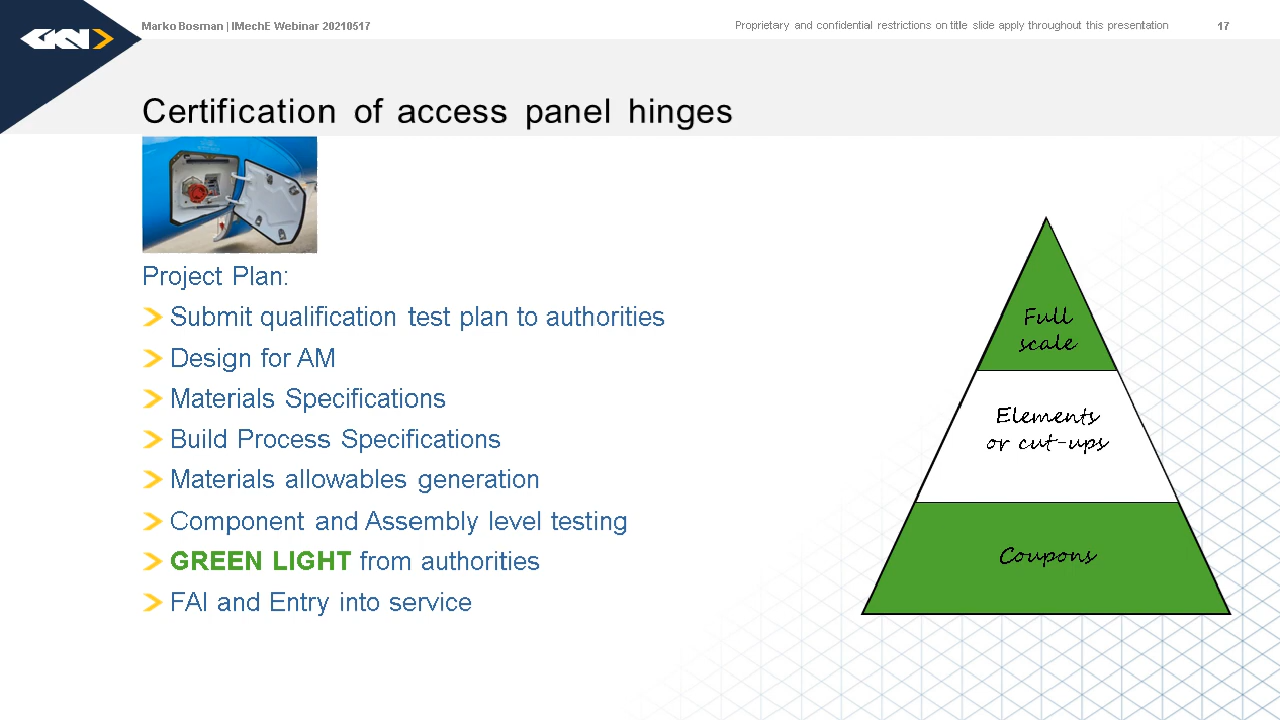 Marko Bosman | IMechE Webinar 20210517
Proprietary and confidential restrictions on title slide apply throughout this presentation
17
GKN
Certification of access panel hinges
Project Plan:
Submit qualification test plan to authorities
Design for AM
Materials Specifications
Build Process Specifications
Materials allowables generation
Component and Assembly level testing
GREEN LIGHT from authorities
FAI and Entry into service
Full
scale
Elements
or cut-ups
Coupons